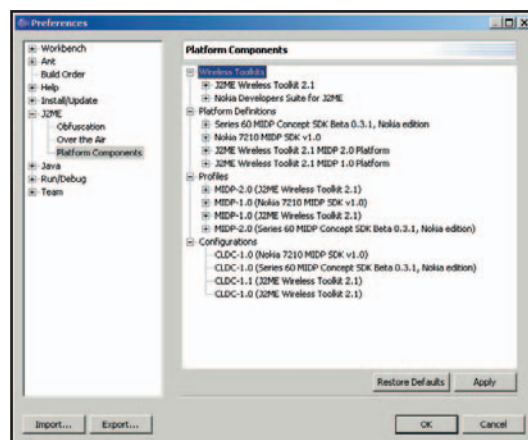 Preferences
Workbench
Ant
Build Order
Help
Install/Update
J2ME
Obfuscation
Over the Air
Platform Components
Java
Run/Debug
Team
Platform Components
Wireless Toolkits
J2ME Wireless Toolkit 2.1
Nokia Developers Suite for J2ME
Platform Definitions
Series 60 MIDP Concept SDK Beta 0.3.1, Nokia edition
Nokia 7210 MIDP SDK v1.0
J2ME Wireless Toolkit 2.1 MIDP 2.0 Platform
J2ME Wireless Toolkit 2.1 MIDP 1.0 Platform
Profiles
MIDP-2.0 (J2ME Wireless Toolkit 2.1)
MIDP-1.0 (Nokia 7210 MIDP SDK v1.0)
MIDP-1.0 (J2ME Wireless Toolkit 2.1)
MIDP-2.0 (Series 60 MIDP Concept SDK Beta 0.3.1, Nokia edition)
Configurations
CLDC-1.0 (Nokia 7210 MIDP SDK v1.0)
CLDC-1.0 (Series 60 MIDP Concept SDK Beta 0.3.1, Nokia edition)
CLDC-1.1 (J2ME Wireless Toolkit 2.1)
CLDC-1.0 (J2ME Wireless Toolkit 2.1)
Restore Defaults
Apply
Import...
Export...
OK
Cancel